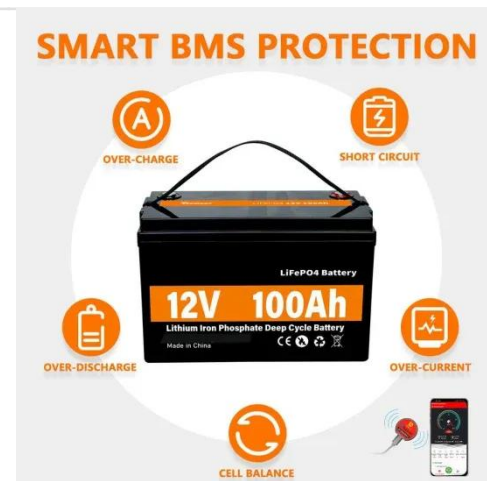 SMART BMS PROTECTION
A
OVER-CHARGE
SHORT CIRCUIT
LiFePO4 Battery
12V 100Ah
Lithium Iron Phosphate Deep Cycle Battery
Made in China
CE
OVER-DISCHARGE
OVER-CURRENT
CELL BALANCE